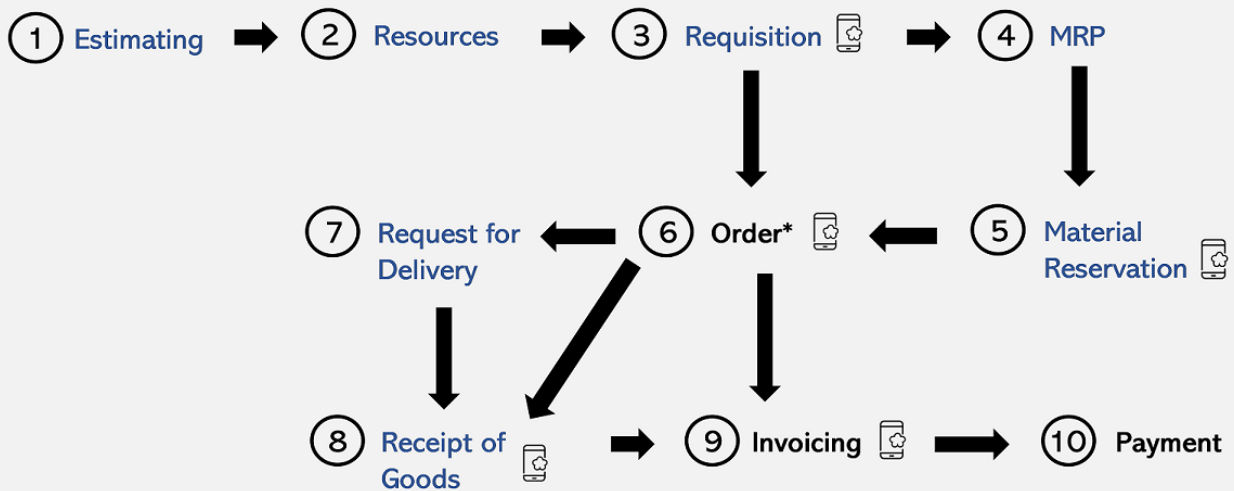 1 Estimating
2 Resources
3 Requisition
4 MRP
7 Request for
Delivery
6 Order*
5 Material
Reservation
8 Receipt of
Goods
9 Invoicing
10 Payment